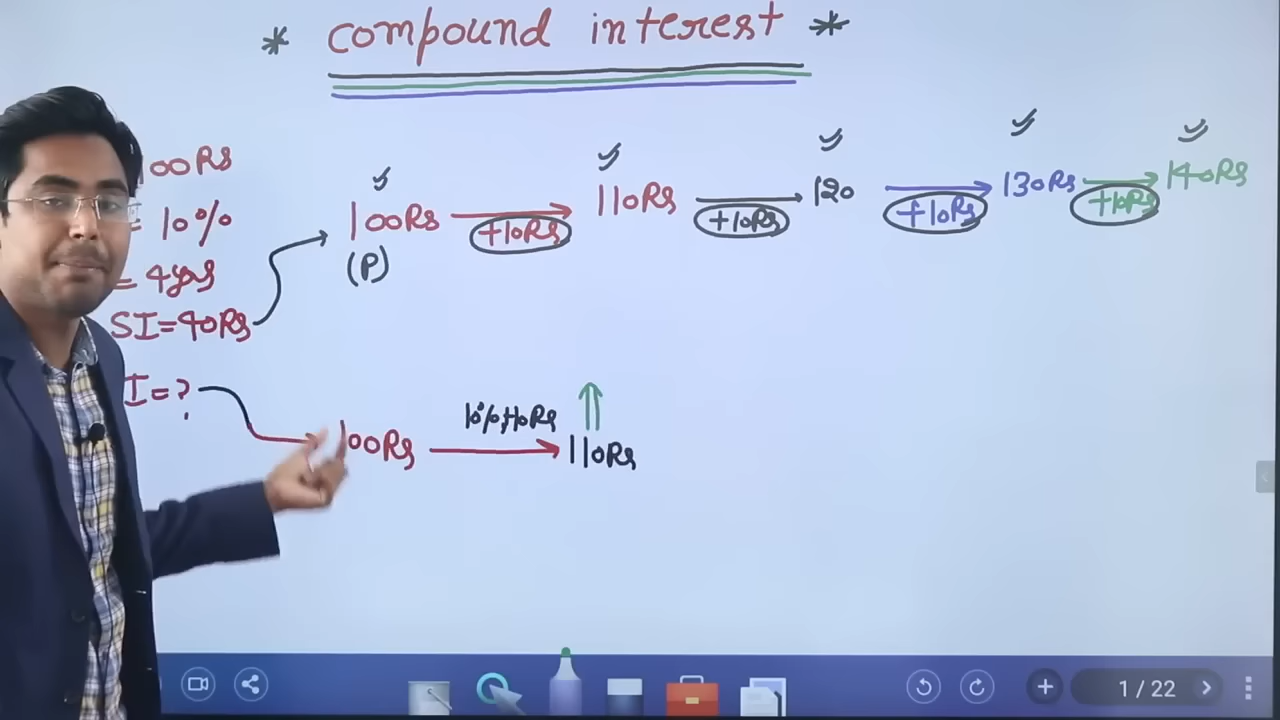 * compound interest *
100Rs
= 10%
= 4yrs
SI=40Rs
I=?
100Rs +10Rs 110Rs +10Rs 120 +10Rs 130Rs +10Rs 140Rs
(P)
100Rs 10%,+10Rs 110Rs
1 / 22